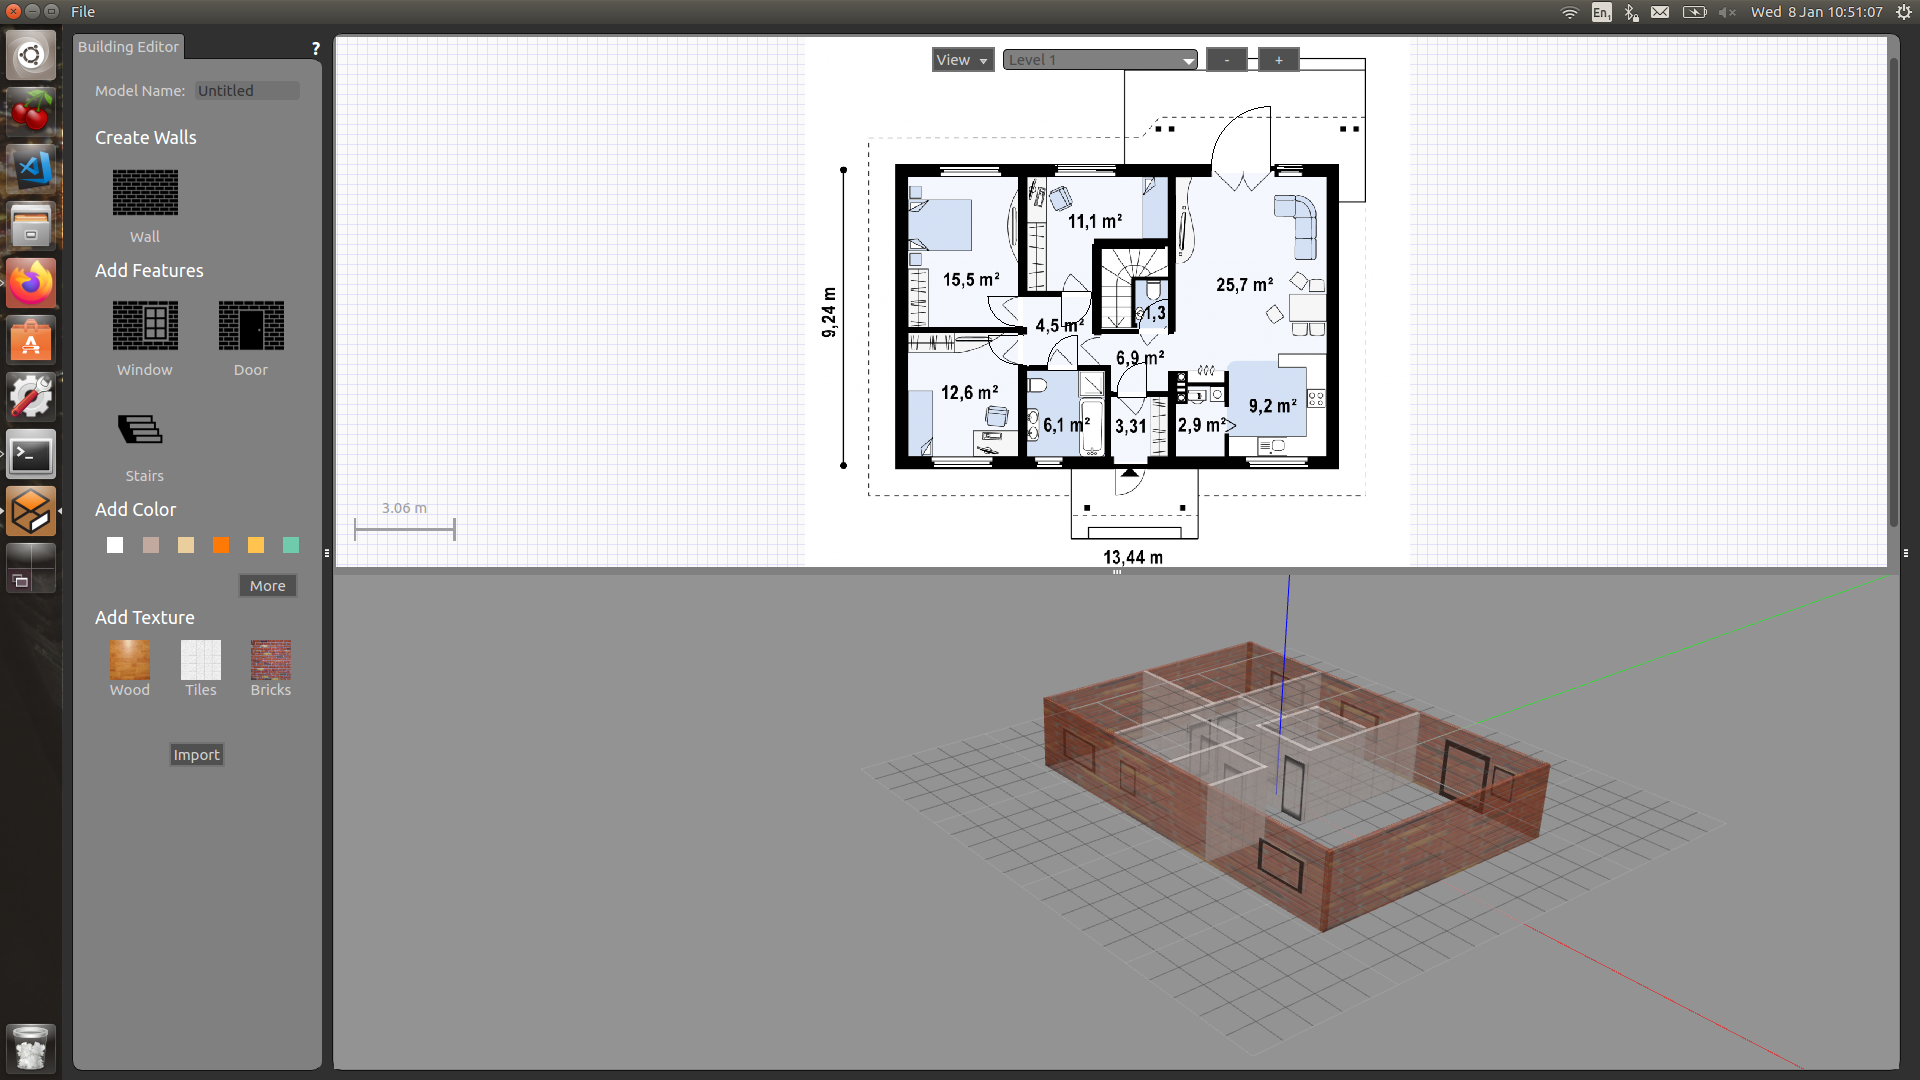 File
En1
Wed 8 Jan 10:51:07
Building Editor
?
Model Name: Untitled
Create Walls
Wall
Add Features
Window
Door
Stairs
Add Color
More
Add Texture
Wood
Tiles
Bricks
Import
View
Level 1
-
+
11,1 m²
15,5 m²
25,7 m²
9,24 m
4,5 m²
1,3
6,9 m²
12,6 m²
9,2 m²
6,1 m²
3,31
2,9 m²
3.06 m
13,44 m